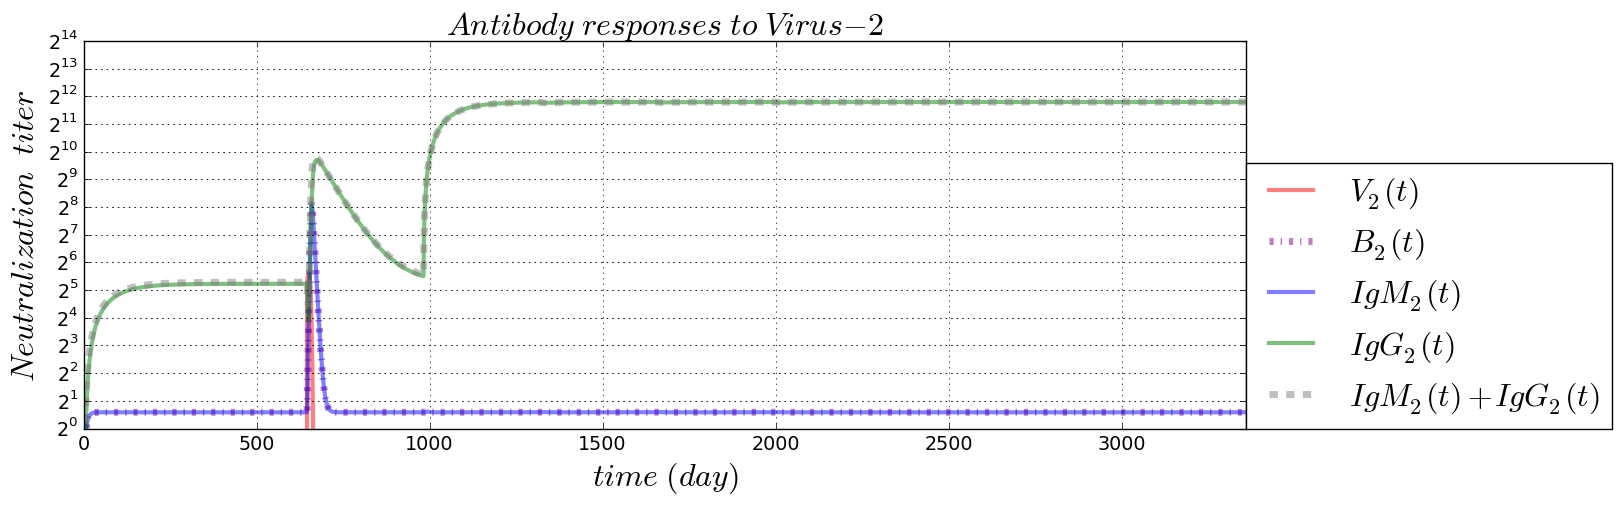 Antibody responses to Virus−2
Neutralization titer
2^14
2^13
2^12
2^11
2^10
2^9
2^8
2^7
2^6
2^5
2^4
2^3
2^2
2^1
2^0
0 500 1000 1500 2000 2500 3000
time (day)
V_2(t)
B_2(t)
IgM_2(t)
IgG_2(t)
IgM_2(t)+IgG_2(t)